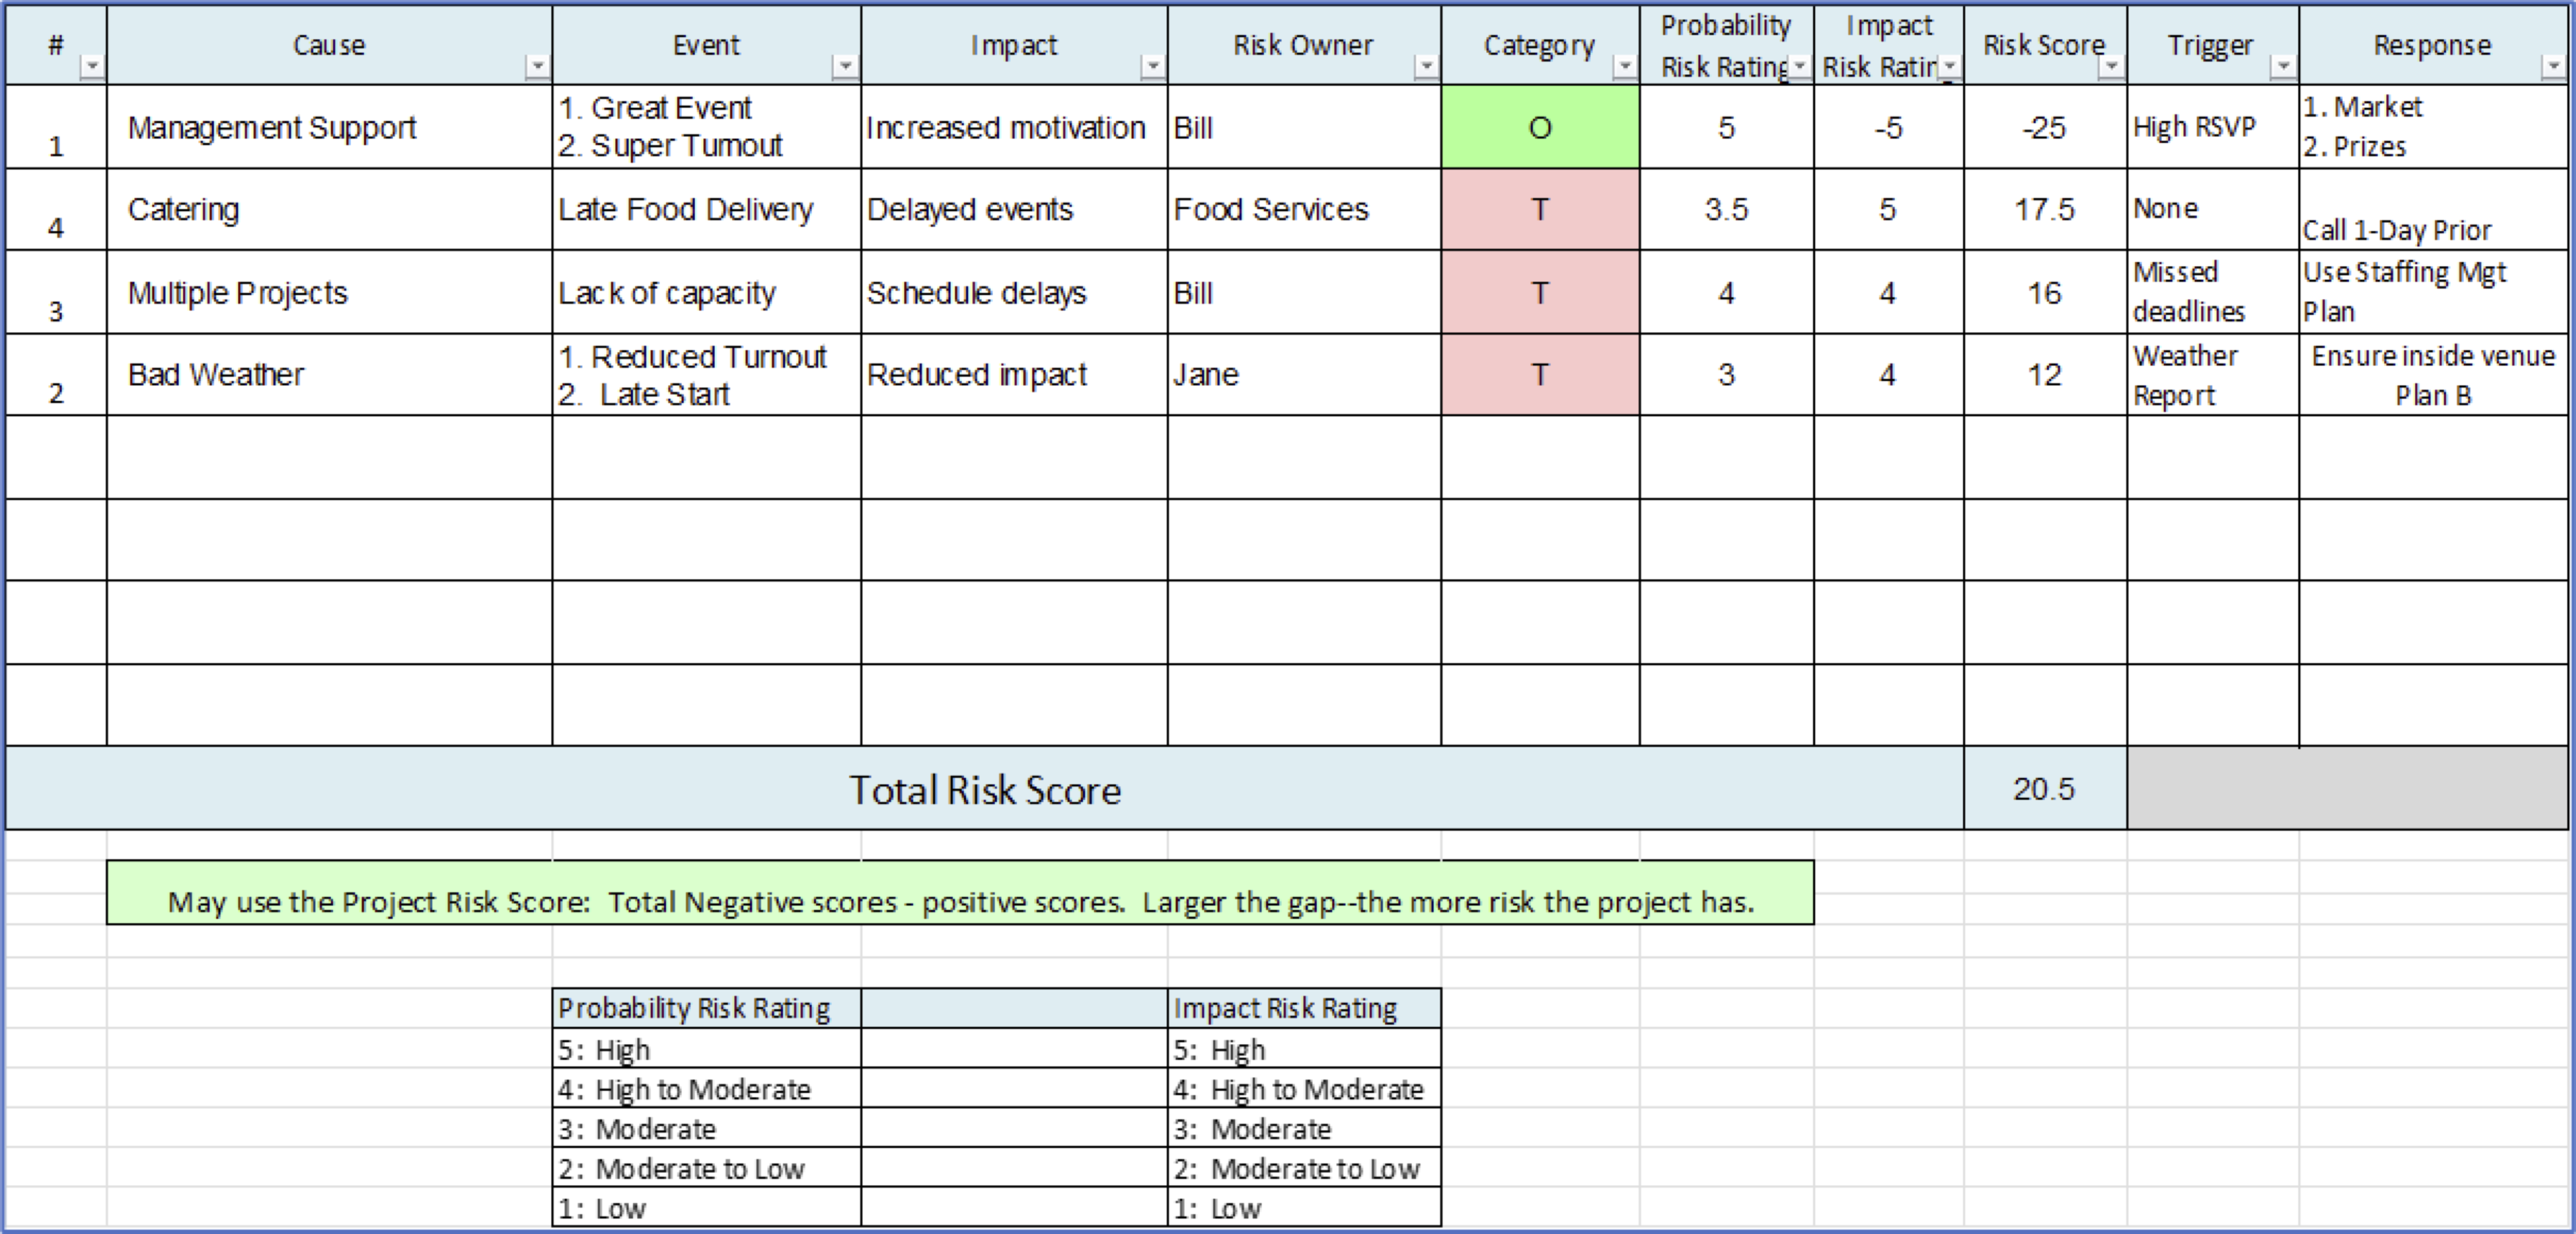 # Cause Event Impact Risk Owner Category Probability Risk Rating Impact Risk Rating Risk Score Trigger Response
1 Management Support 1. Great Event 2. Super Turnout Increased motivation Bill O 5 -5 -25 High RSVP 1. Market 2. Prizes
4 Catering Late Food Delivery Delayed events Food Services T 3.5 5 17.5 None Call 1-Day Prior
3 Multiple Projects Lack of capacity Schedule delays Bill T 4 4 16 Missed deadlines Use Staffing Mgt Plan
2 Bad Weather 1. Reduced Turnout 2. Late Start Reduced impact Jane T 3 4 12 Weather Report Ensure inside venue Plan B
Total Risk Score 20.5
May use the Project Risk Score: Total Negative scores - positive scores. Larger the gap--the more risk the project has.
Probability Risk Rating Impact Risk Rating
5: High 5: High
4: High to Moderate 4: High to Moderate
3: Moderate 3: Moderate
2: Moderate to Low 2: Moderate to Low
1: Low 1: Low